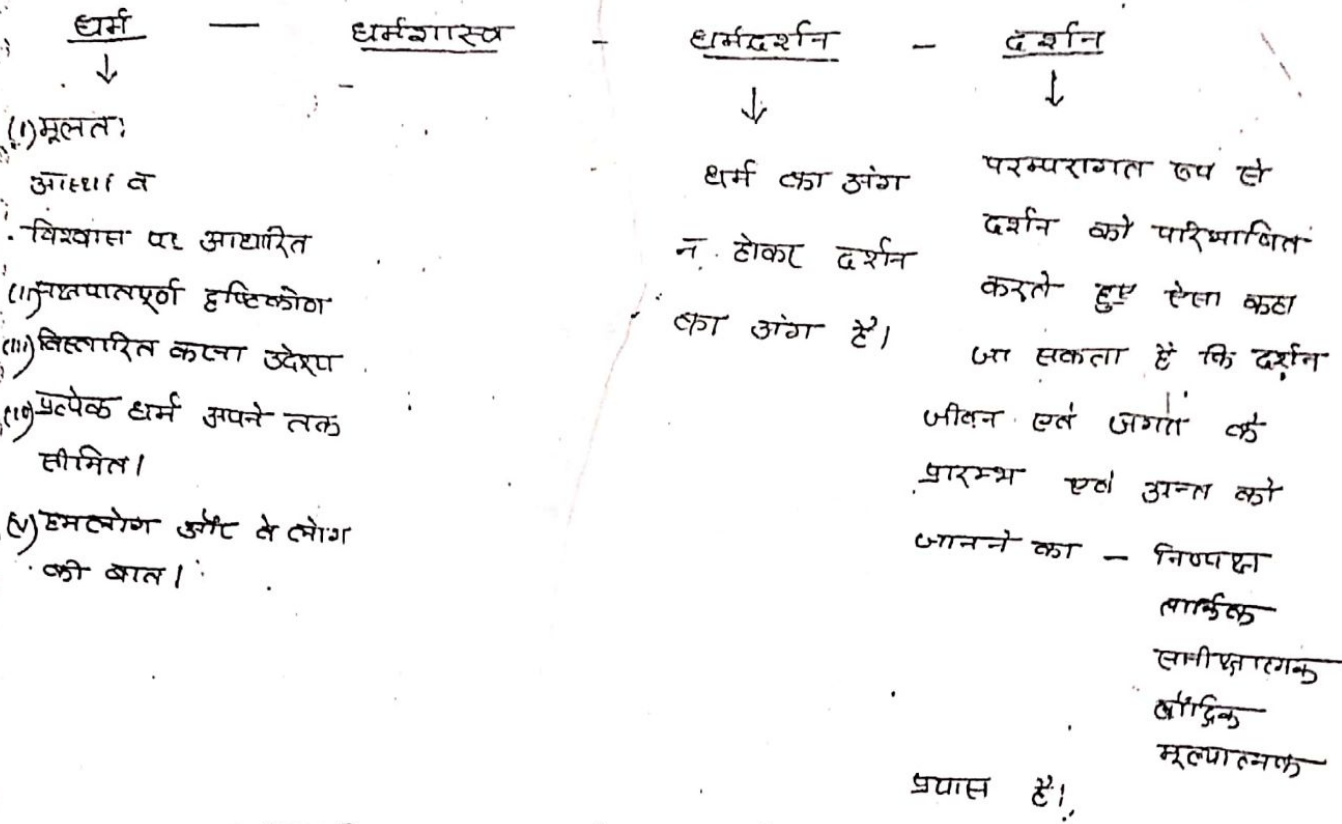 धर्म — धर्मशास्त्र - धर्मदर्शन - दर्शन
↓ ↓ ↓
(i) मूलतः
आस्था व
विश्वास पर आधारित
(ii) पक्षपातपूर्ण दृष्टिकोण
(iii) विस्तारित करना उदेश्य
(iv) प्रत्येक धर्म अपने तक
सीमित।
(v) हमलोग और वे लोग
की बात।
धर्म का अंग
न होकर दर्शन
का अंग है।
परम्परागत रूप से
दर्शन को परिभाषित
करते हुए ऐसा कहा
जा सकता है कि दर्शन
जीवन एवं जगत के
प्रारम्भ एवं अन्त को
जानने का — निष्पक्ष
तार्किक
समीक्षात्मक
बौद्धिक
मूल्यात्मक
प्रयास है।